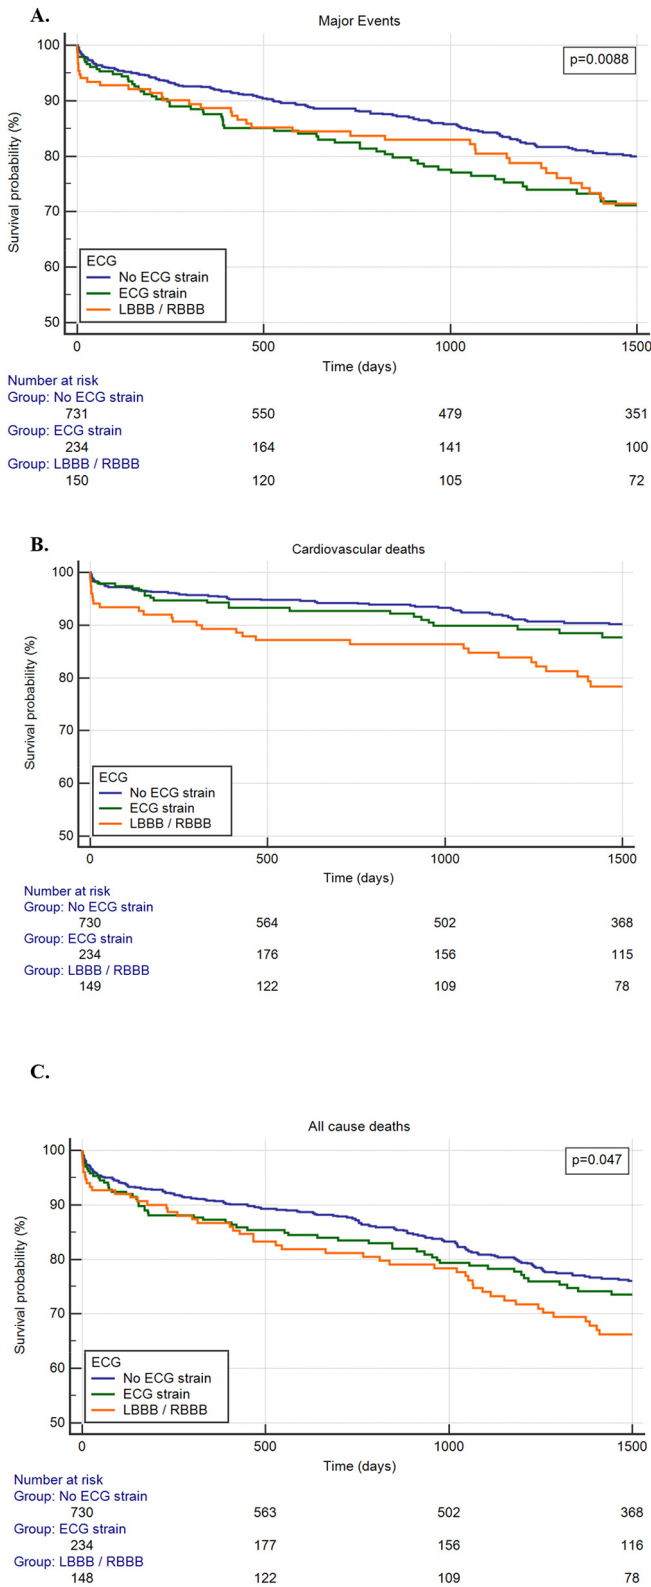 A.
Major Events
p=0.0088
Survival probability (%)
100
90
80
70
60
50
ECG
No ECG strain
ECG strain
LBBB / RBBB
0 500 1000 1500
Time (days)
Number at risk
Group: No ECG strain
731 550 479 351
Group: ECG strain
234 164 141 100
Group: LBBB / RBBB
150 120 105 72
B.
Cardiovascular deaths
Survival probability (%)
100
90
80
70
60
50
ECG
No ECG strain
ECG strain
LBBB / RBBB
0 500 1000 1500
Time (days)
Number at risk
Group: No ECG strain
730 564 502 368
Group: ECG strain
234 176 156 115
Group: LBBB / RBBB
149 122 109 78
C.
All cause deaths
p=0.047
Survival probability (%)
100
90
80
70
60
50
ECG
No ECG strain
ECG strain
LBBB / RBBB
0 500 1000 1500
Time (days)
Number at risk
Group: No ECG strain
730 563 502 368
Group: ECG strain
234 177 156 116
Group: LBBB / RBBB
148 122 109 78